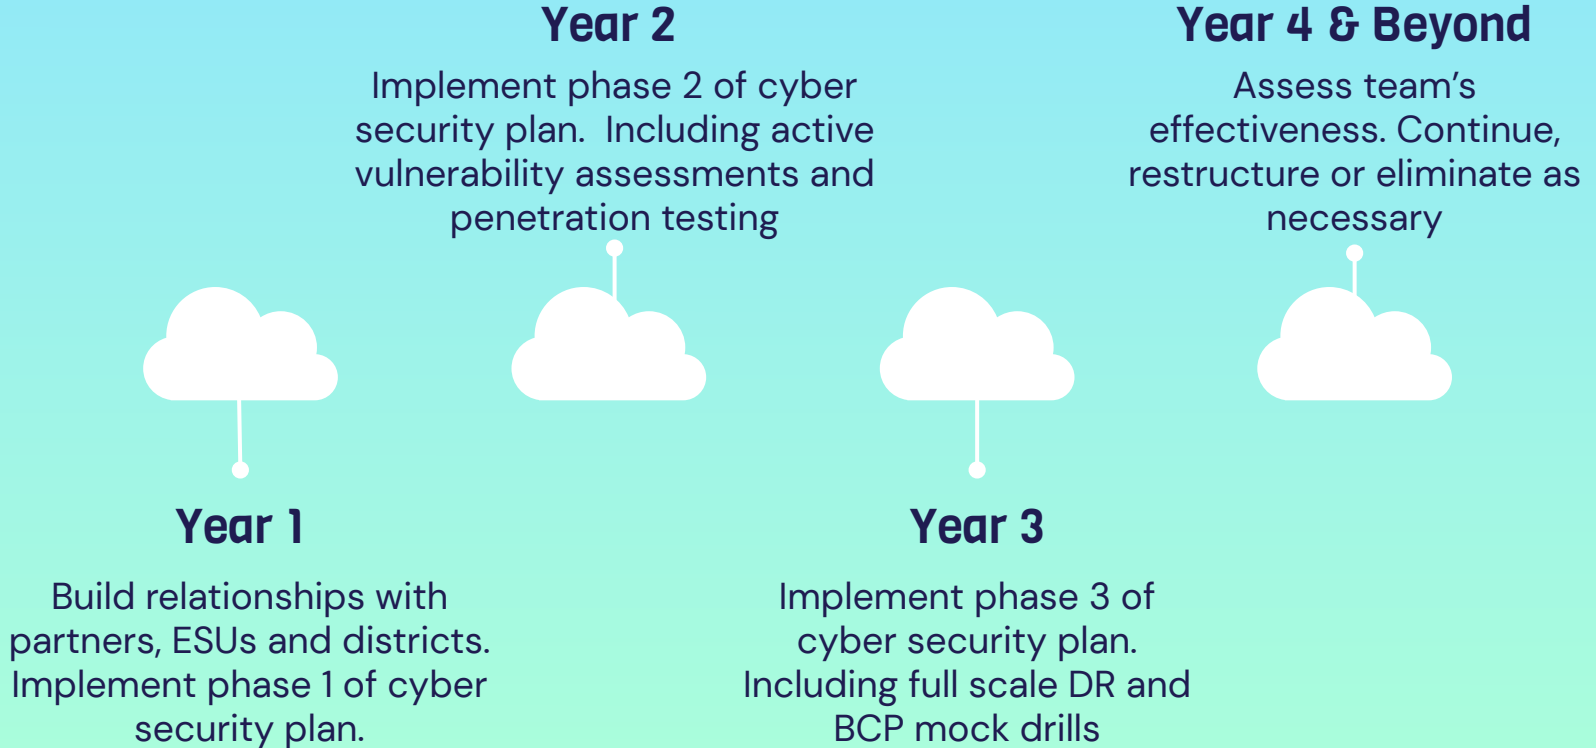 Year 1
Build relationships with
partners, ESUs and districts.
Implement phase 1 of cyber
security plan.
Year 2
Implement phase 2 of cyber
security plan.  Including active
vulnerability assessments and
penetration testing
Year 3
Implement phase 3 of
cyber security plan.
Including full scale DR and
BCP mock drills
Year 4 & Beyond
Assess team’s
effectiveness. Continue,
restructure or eliminate as
necessary